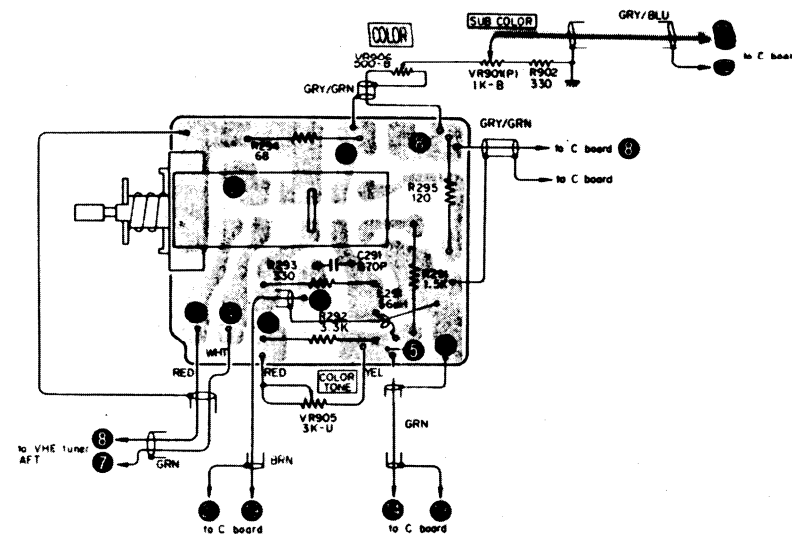 SUB COLOR
GRY/BLU
COLOR
VR906
500-B
to C board
VR901(P)
1K-B
R902
330
GRY/GRN
GRY/GRN
to C board 8
to C board
68
R295
120
C291
R293
330
1.5K
R292
3.3K
5
WHT
RED
RED
COLOR
TONE
YEL
VR905
3K-U
GRN
8
to VHF tuner
7
AFT
GRN
BRN
to C board
to C board